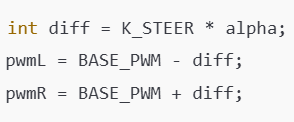 int diff = K_STEER * alpha;
pwmL = BASE_PWM - diff;
pwmR = BASE_PWM + diff;